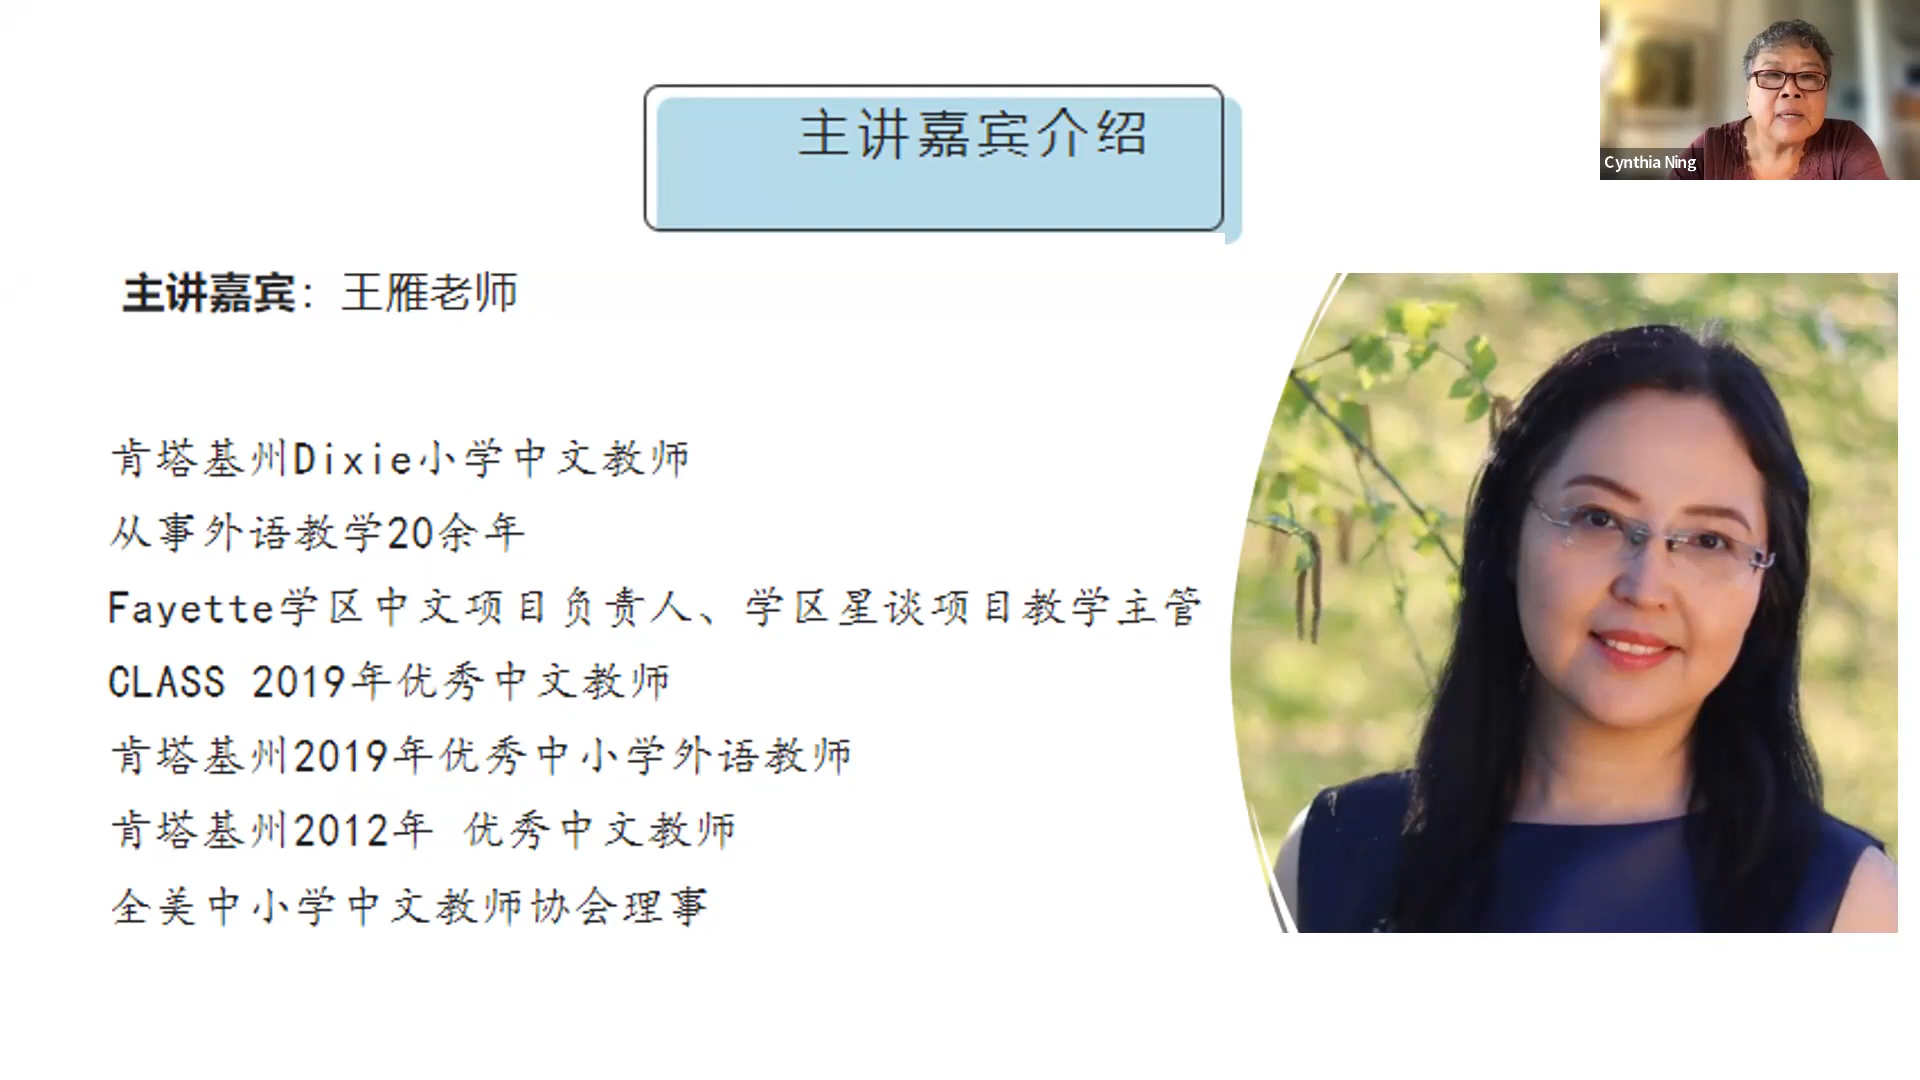 主讲嘉宾介绍
Cynthia Ning
主讲嘉宾：王雁老师
肯塔基州Dixie小学中文教师
从事外语教学20余年
Fayette学区中文项目负责人、学区星谈项目教学主管
CLASS 2019年优秀中文教师
肯塔基州2019年优秀中小学外语教师
肯塔基州2012年 优秀中文教师
全美中小学中文教师协会理事